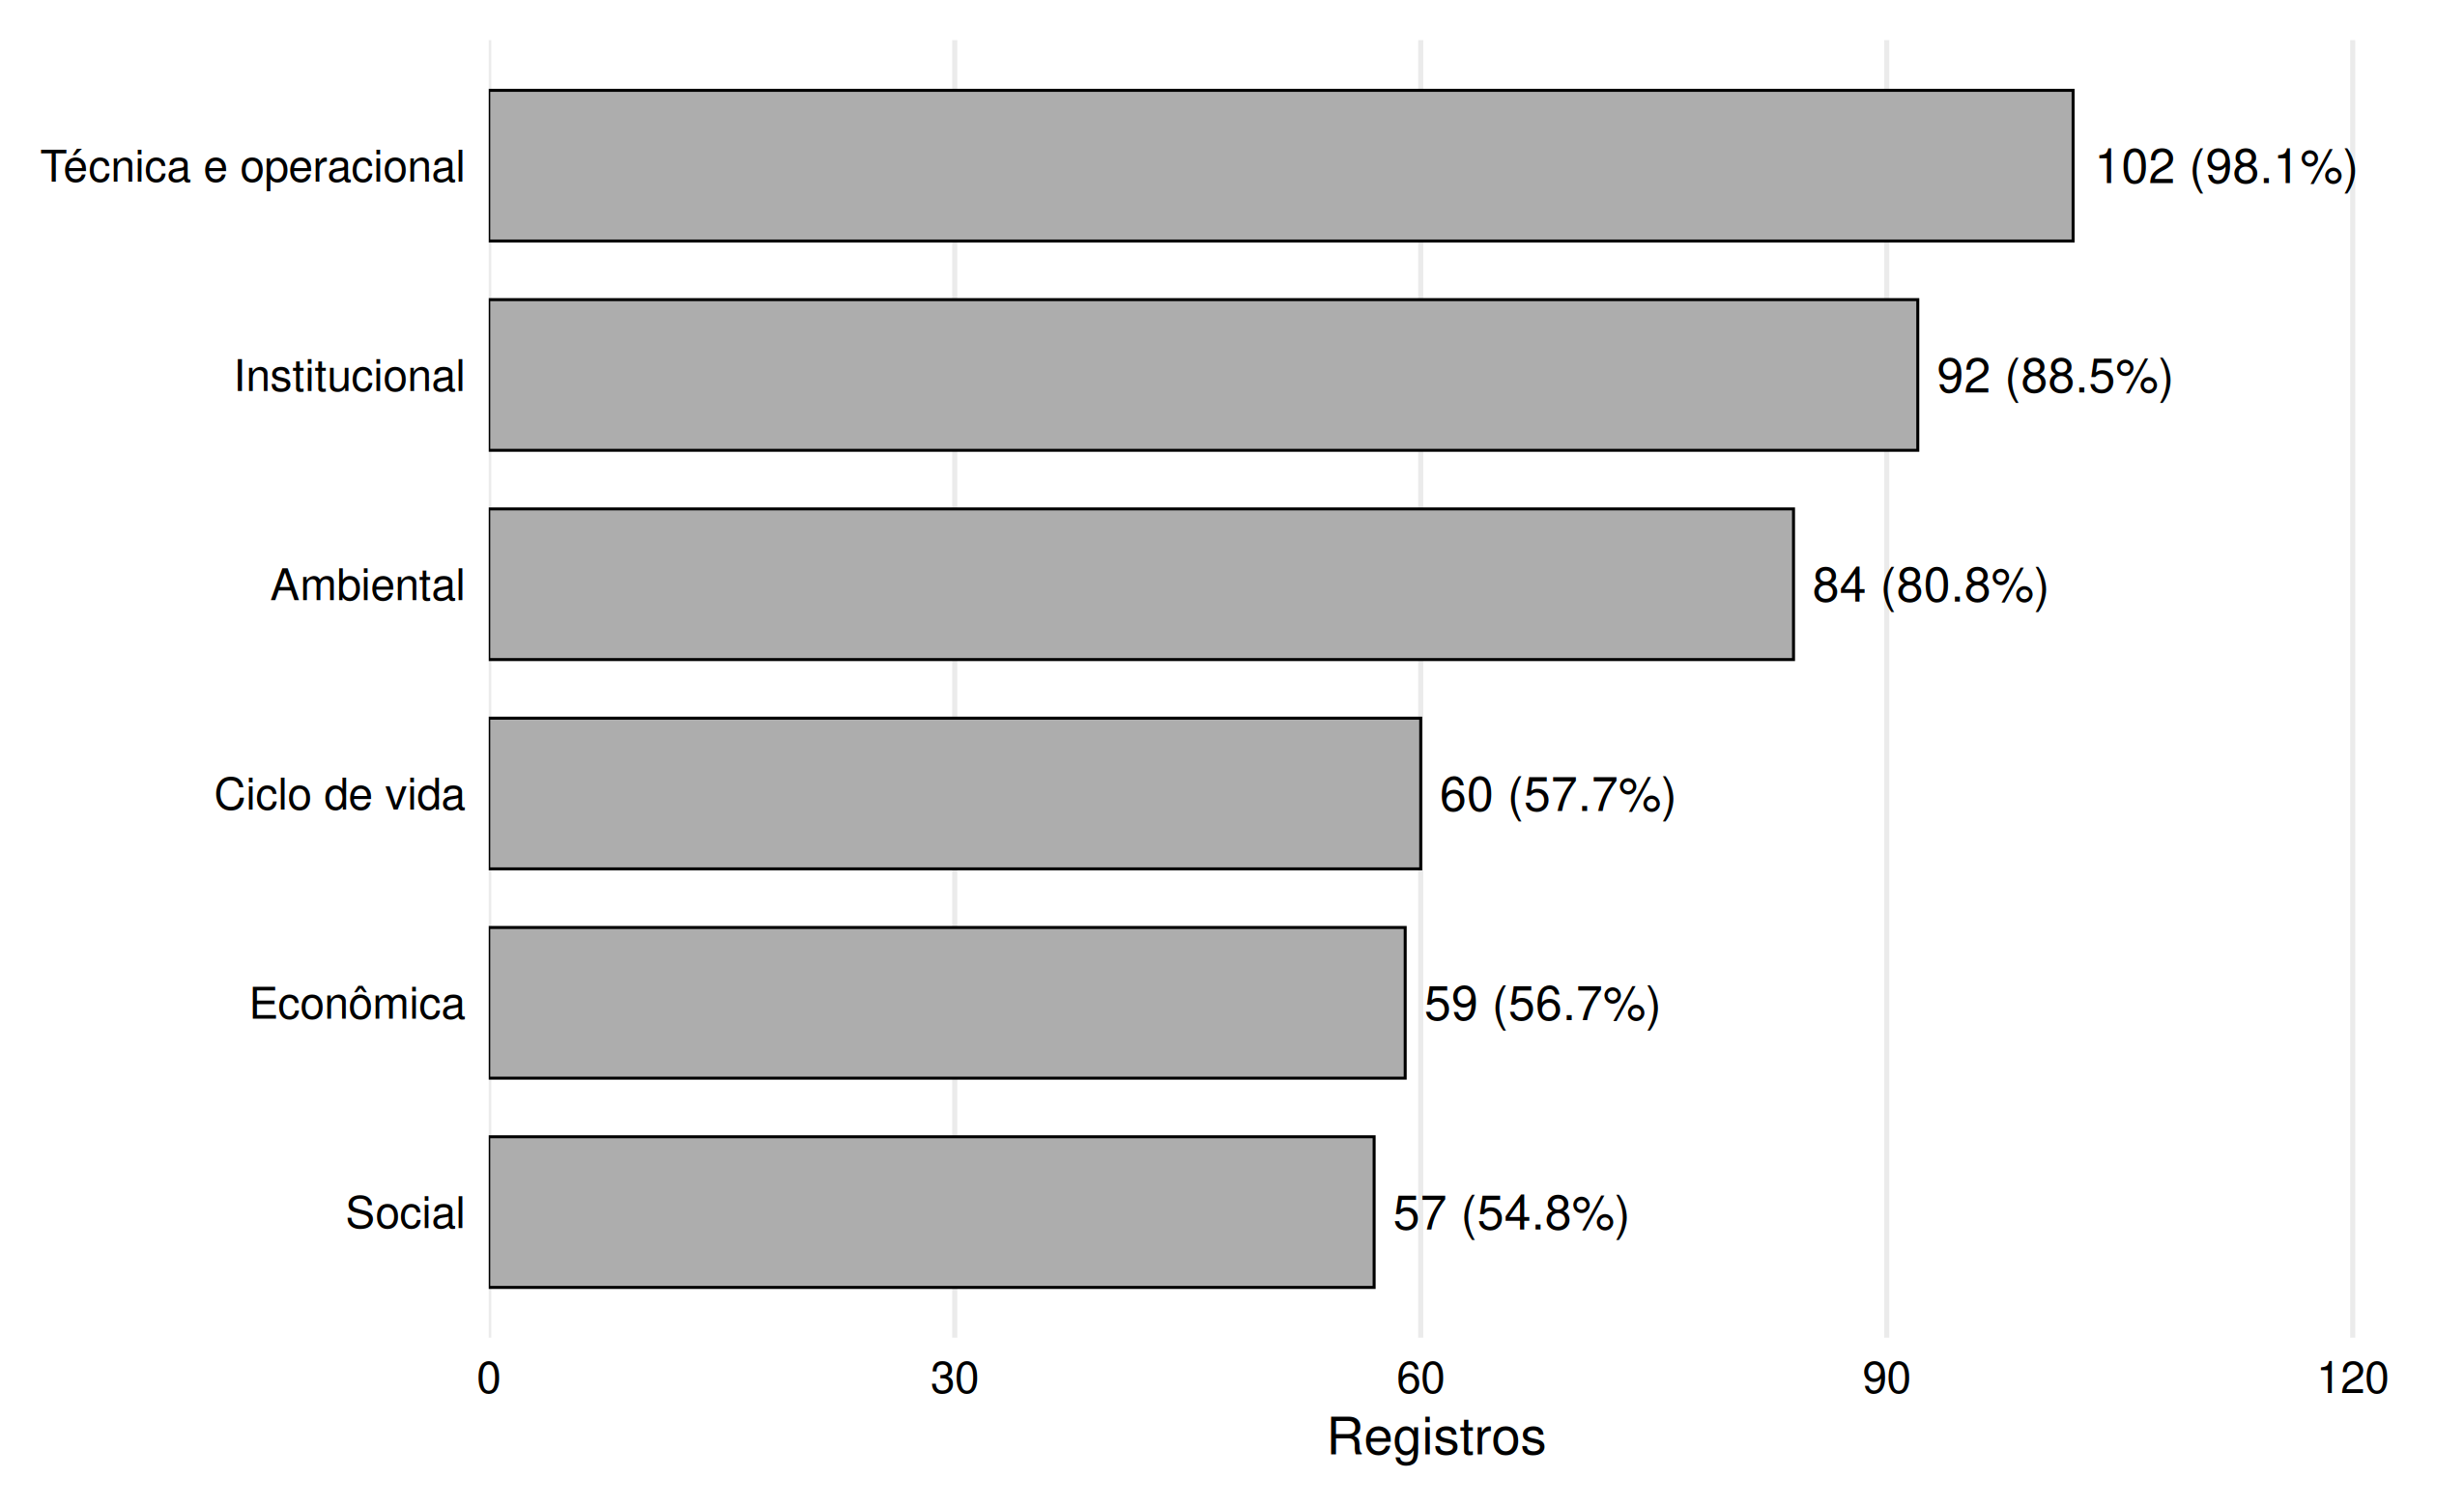 Técnica e operacional 102 (98.1%)
Institucional 92 (88.5%)
Ambiental 84 (80.8%)
Ciclo de vida 60 (57.7%)
Econômica 59 (56.7%)
Social 57 (54.8%)
0 30 60 90 120
Registros